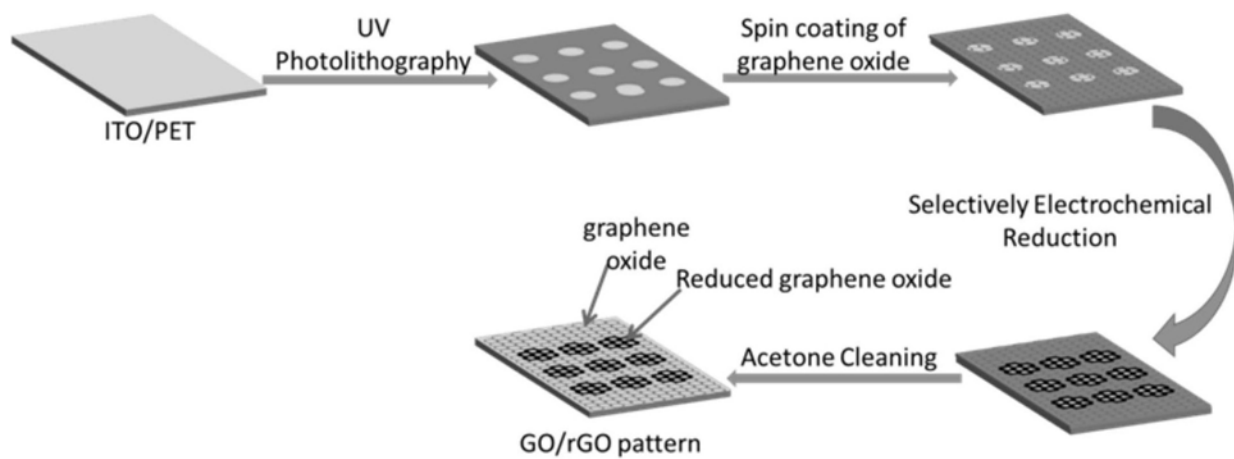 UV
Photolithography
Spin coating of
graphene oxide
ITO/PET
Selectively Electrochemical
Reduction
graphene
oxide
Reduced graphene oxide
Acetone Cleaning
GO/rGO pattern